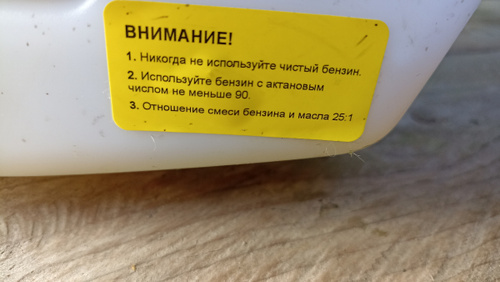 ВНИМАНИЕ!
1. Никогда не используйте чистый бензин.
2. Используйте бензин с актановым
числом не меньше 90.
3. Отношение смеси бензина и масла 25:1